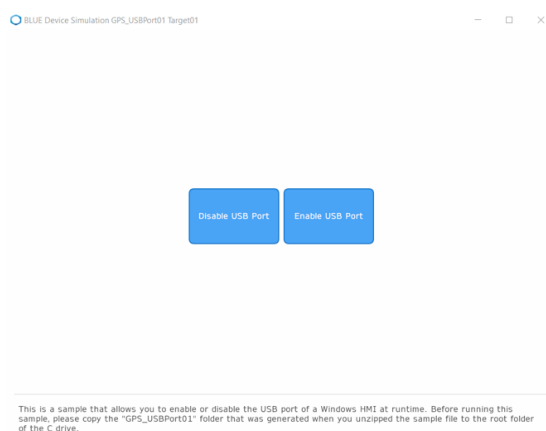 BLUE Device Simulation GPS_USBPort01 Target01
Disable USB Port Enable USB Port
This is a sample that allows you to enable or disable the USB port of a Windows HMI at runtime. Before running this
sample, please copy the "GPS_USBPort01" folder that was generated when you unzipped the sample file to the root folder
of the C drive.